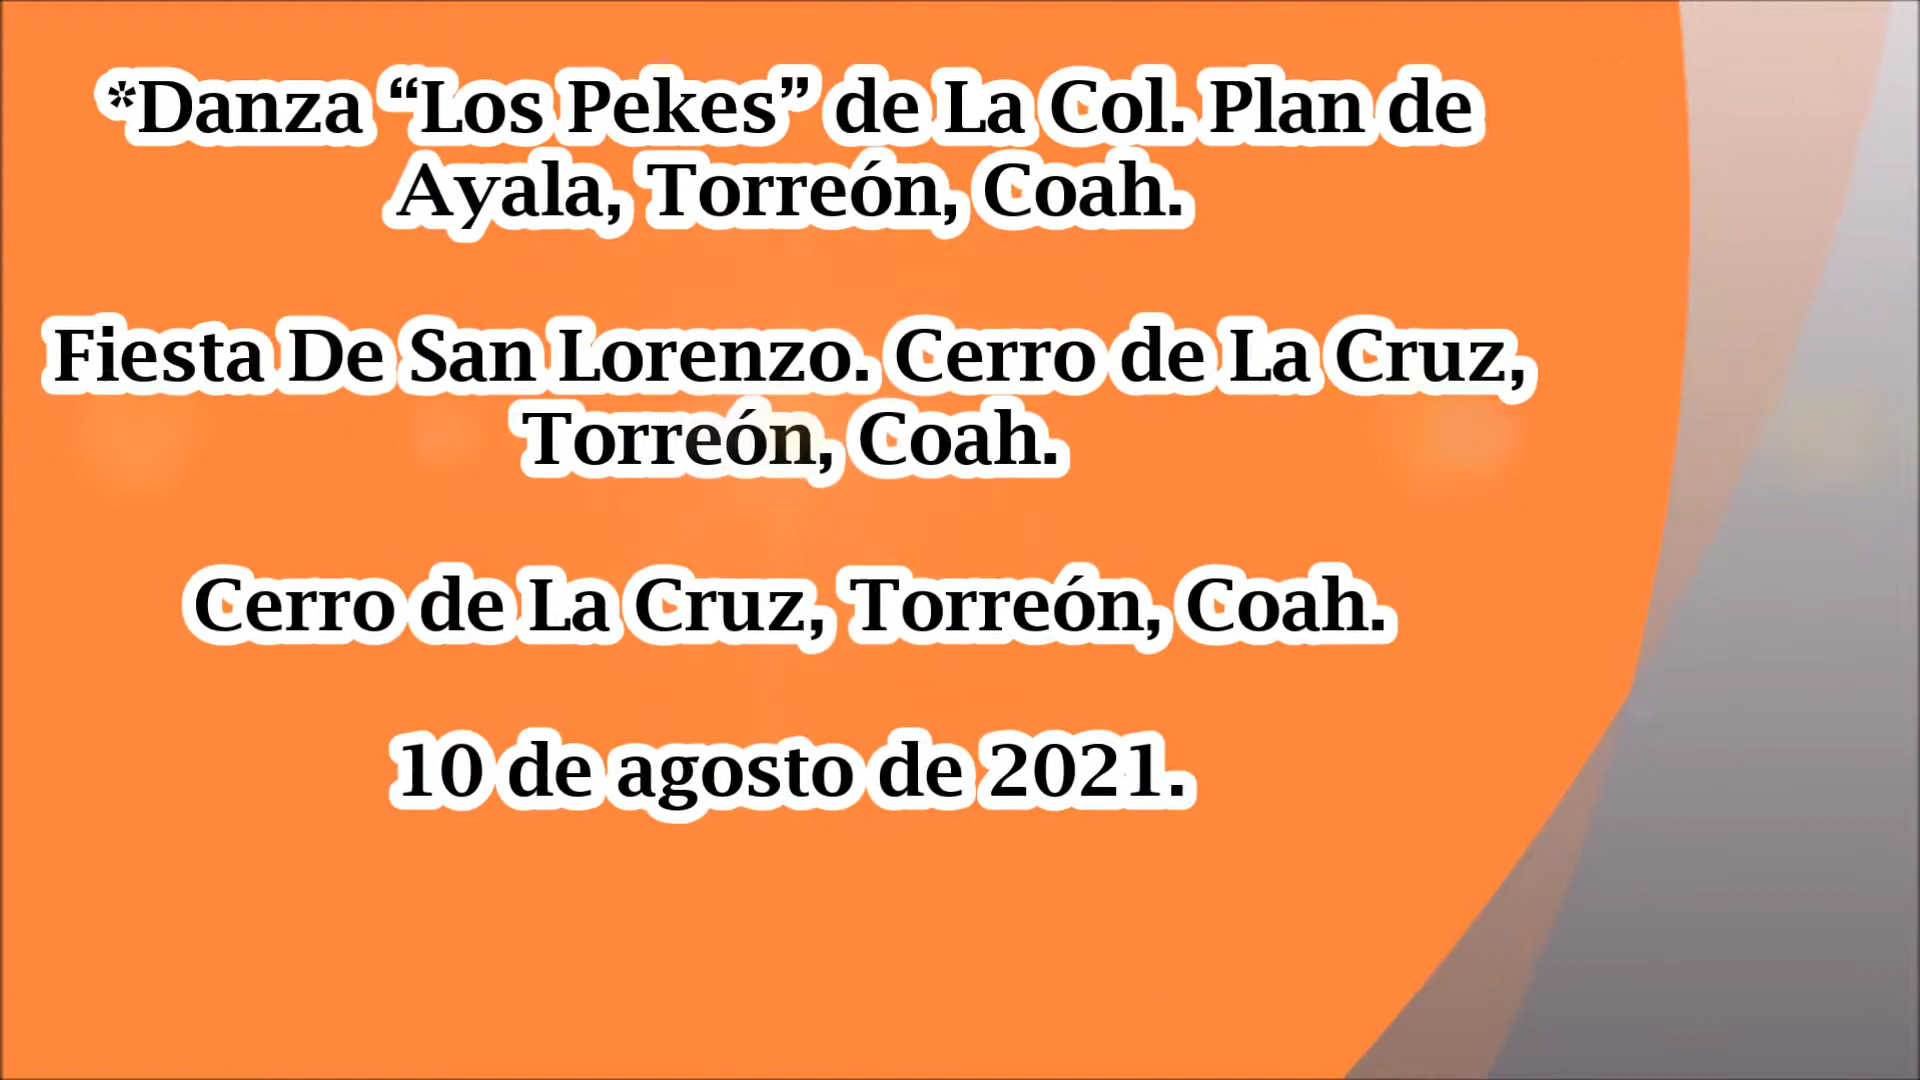 *Danza “Los Pekes” de La Col. Plan de
Ayala, Torreón, Coah.
Fiesta De San Lorenzo. Cerro de La Cruz,
Torreón, Coah.
Cerro de La Cruz, Torreón, Coah.
10 de agosto de 2021.